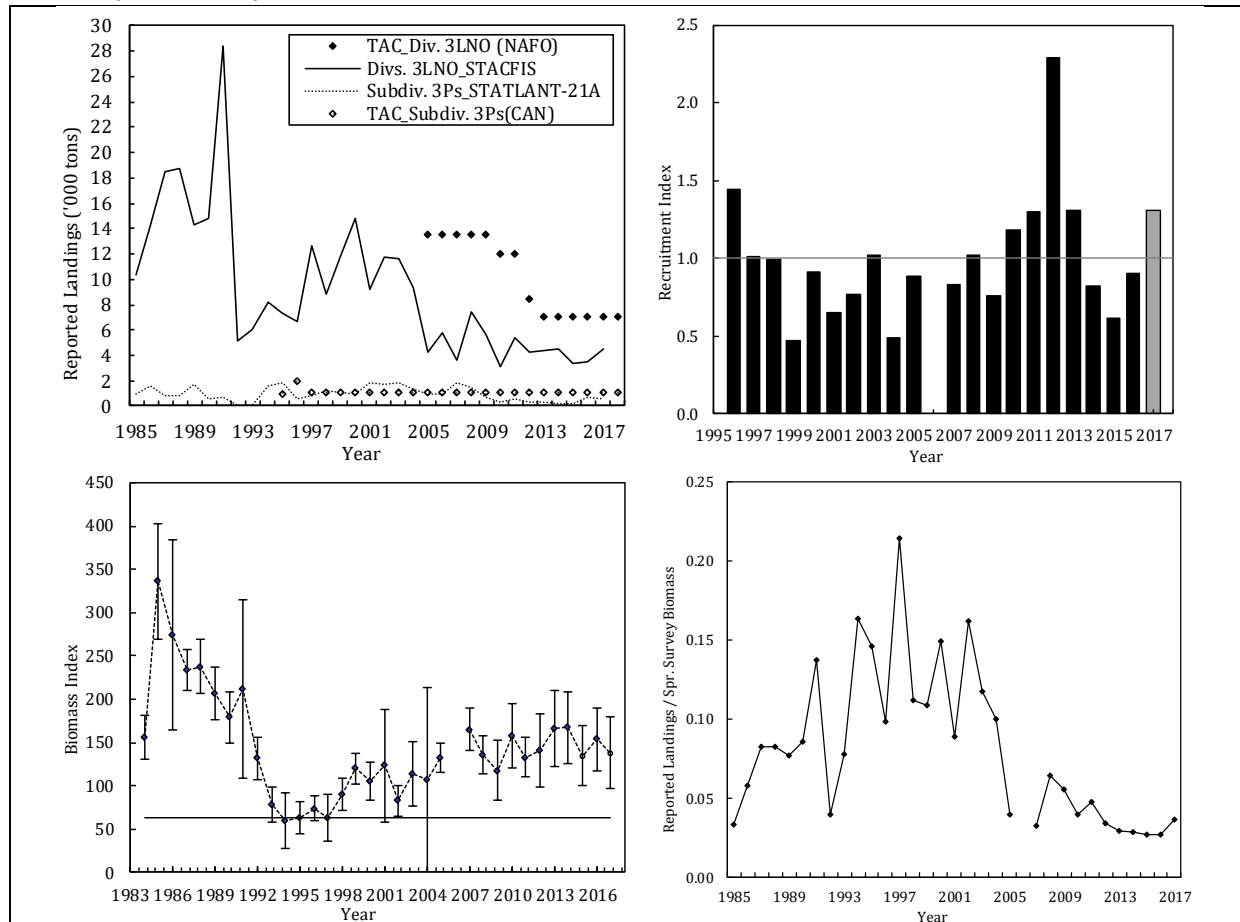 30
28
26
24
22
20
18
16
14
12
10
8
6
4
2
0
Reported Landings ('000 tons)
TAC_Div. 3LNO (NAFO)
Divs. 3LNO_STACFIS
Subdiv. 3Ps_STATLANT-21A
TAC_Subdiv. 3Ps(CAN)
1985 1989 1993 1997 2001 2005 2009 2013 2017
Year
2.5
2.0
1.5
1.0
0.5
0.0
Recruitment Index
1995 1997 1999 2001 2003 2005 2007 2009 2011 2013 2015 2017
Year
450
400
350
300
250
200
150
100
50
0
Biomass Index
1983 1986 1989 1992 1995 1998 2001 2004 2007 2010 2013 2016
Year
0.25
0.20
0.15
0.10
0.05
0.00
Reported Landings / Spr. Survey Biomass
1985 1989 1993 1997 2001 2005 2009 2013 2017
Year